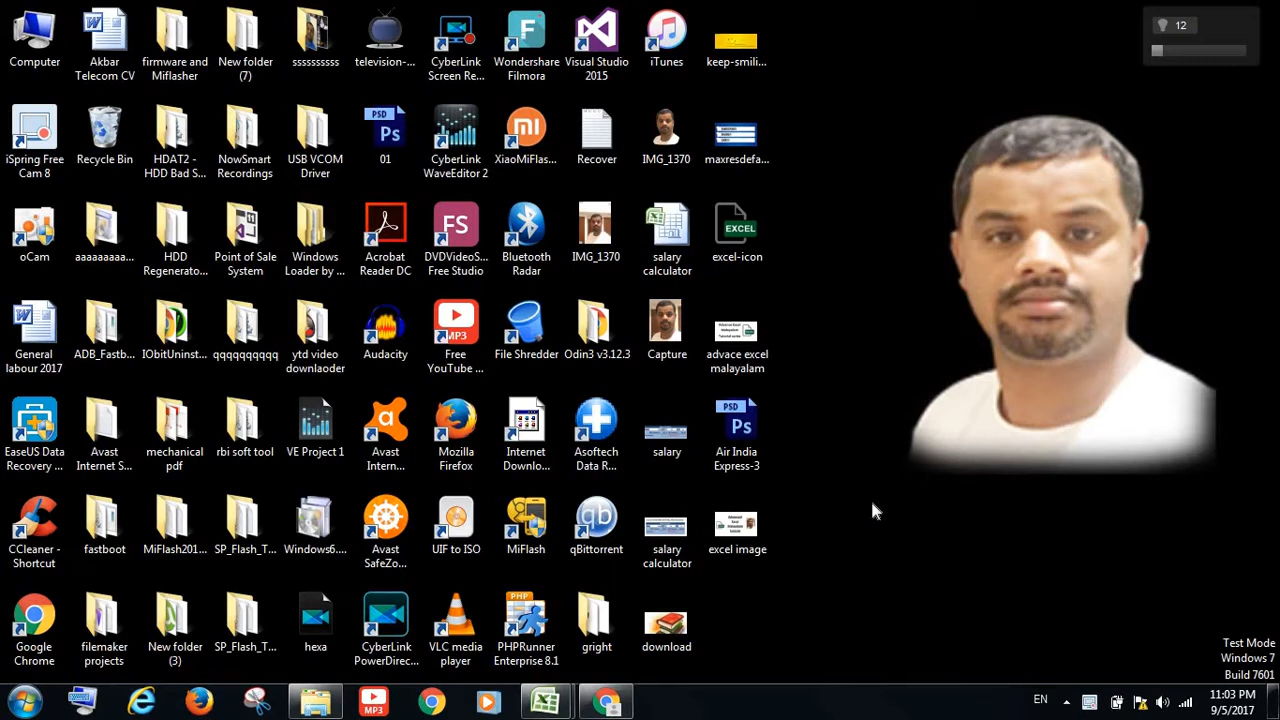 Computer
Akbar
Telecom CV
firmware and
Miflasher
New folder
(7)
ssssssssss
television-...
CyberLink
Screen Re...
Wondershare
Filmora
Visual Studio
2015
iTunes
keep-smili...
12
iSpring Free
Cam 8
Recycle Bin
HDAT2 -
HDD Bad S...
NowSmart
Recordings
USB VCOM
Driver
PSD
Ps
01
CyberLink
WaveEditor 2
XiaoMiFlas...
Recover
IMG_1370
maxresdefa...
oCam
aaaaaaaaa...
HDD
Regenerato...
Point of Sale
System
Windows
Loader by ...
Acrobat
Reader DC
FS
DVDVideoS...
Free Studio
Bluetooth
Radar
IMG_1370
salary
calculator
EXCEL
excel-icon
General
labour 2017
ADB_Fastb...
IObitUninst...
qqqqqqqqqq
ytd video
downlaoder
Audacity
MP3
Free
YouTube ...
File Shredder
Odin3 v3.12.3
Capture
advace excel
malayalam
EaseUS Data
Recovery ...
Avast
Internet S...
mechanical
pdf
rbi soft tool
VE Project 1
Avast
Intern...
Mozilla
Firefox
Internet
Downlo...
Asoftech
Data R...
salary
PSD
Ps
Air India
Express-3
CCleaner -
Shortcut
fastboot
MiFlash201...
SP_Flash_T...
Windows6....
Avast
SafeZo...
UIF to ISO
MiFlash
qb
qBittorrent
salary
calculator
excel image
Google
Chrome
filemaker
projects
New folder
(3)
SP_Flash_T...
hexa
CyberLink
PowerDirec...
VLC media
player
PHP
PHPRunner
Enterprise 8.1
gright
download
Test Mode
Windows 7
Build 7601
MP3
EN
11:03 PM
9/5/2017